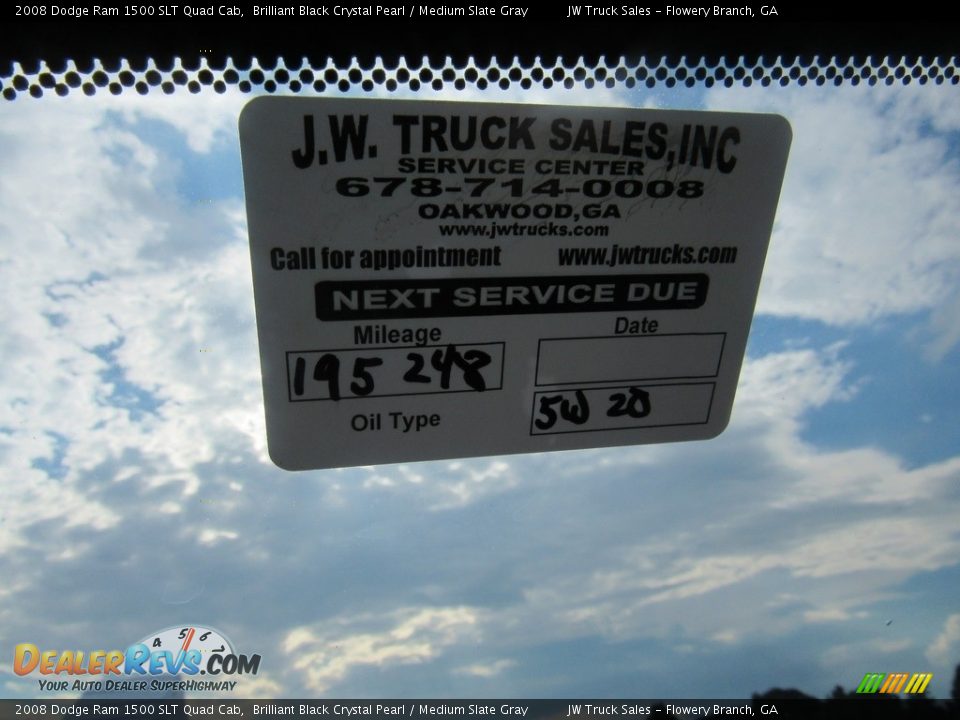 2008 Dodge Ram 1500 SLT Quad Cab, Brilliant Black Crystal Pearl / Medium Slate Gray JW Truck Sales - Flowery Branch, GA
J.W. TRUCK SALES,INC
SERVICE CENTER
678-714-0008
OAKWOOD,GA
www.jwtrucks.com
Call for appointment www.jwtrucks.com
NEXT SERVICE DUE
Mileage Date
195 248
Oil Type 5W 20
4 5 6
DEALERREVS.COM
YOUR AUTO DEALER SUPERHIGHWAY
2008 Dodge Ram 1500 SLT Quad Cab, Brilliant Black Crystal Pearl / Medium Slate Gray JW Truck Sales - Flowery Branch, GA